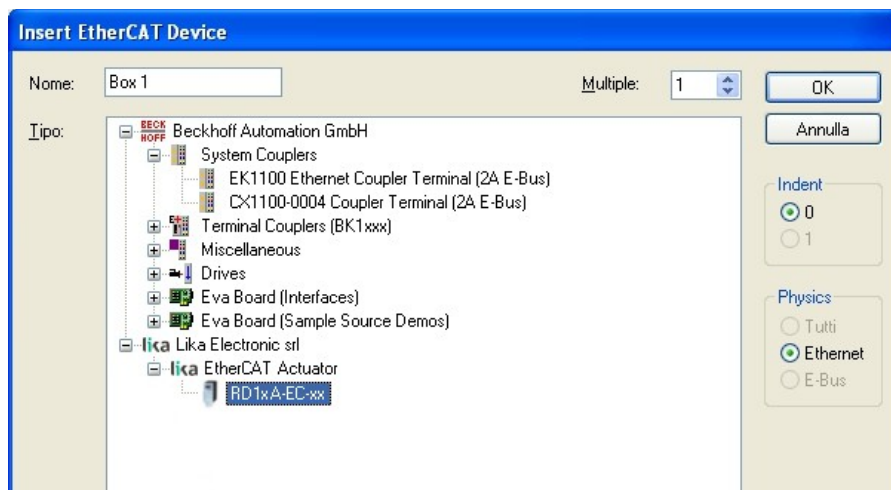 Insert EtherCAT Device
Nome: Box 1 Multiple: 1 OK
Tipo: BECKHOFF Beckhoff Automation GmbH Annulla
System Couplers
EK1100 Ethernet Coupler Terminal (2A E-Bus)
CX1100-0004 Coupler Terminal (2A E-Bus)
Terminal Couplers (BK1xxx)
Miscellaneous
Drives
Eva Board (Interfaces)
Eva Board (Sample Source Demos)
lika Lika Electronic srl
lika EtherCAT Actuator
RD1xA-EC-xx
Indent
0
1
Physics
Tutti
Ethernet
E-Bus